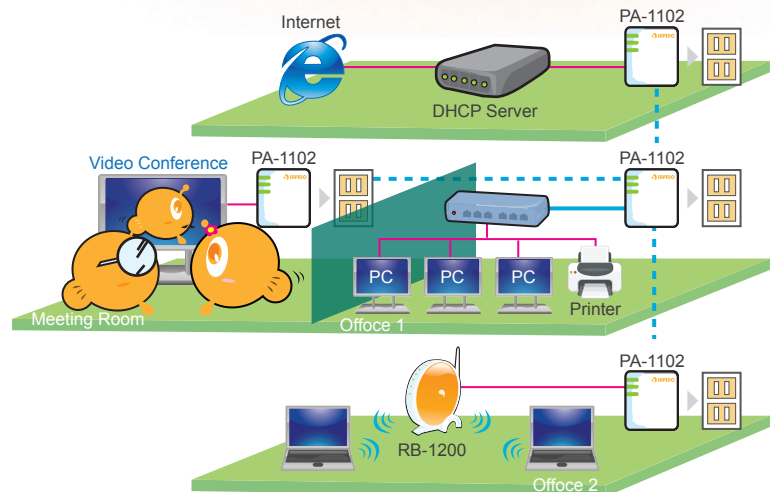 Internet
PA-1102
DHCP Server
Video Conference
PA-1102
PA-1102
PC
PC
PC
Printer
Meeting Room
Offoce 1
PA-1102
RB-1200
Offoce 2